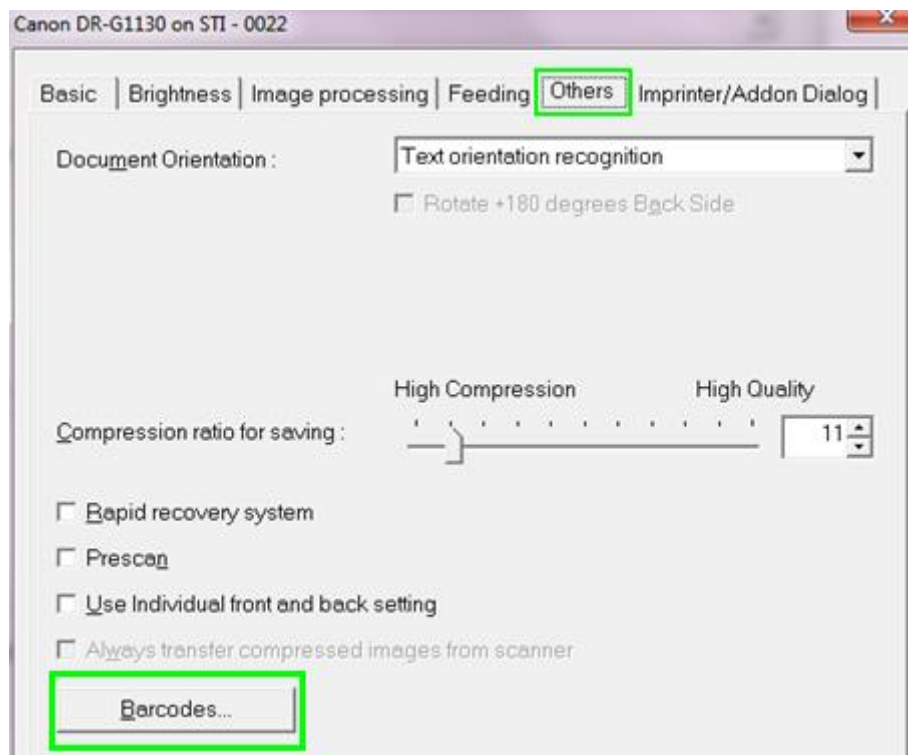 Canon DR-G1130 on STI - 0022
Basic Brightness Image processing Feeding Others Imprinter/Addon Dialog
Document Orientation : Text orientation recognition
Rotate +180 degrees Back Side
High Compression High Quality
Compression ratio for saving : 11
Rapid recovery system
Prescan
Use Individual front and back setting
Always transfer compressed images from scanner
Barcodes...